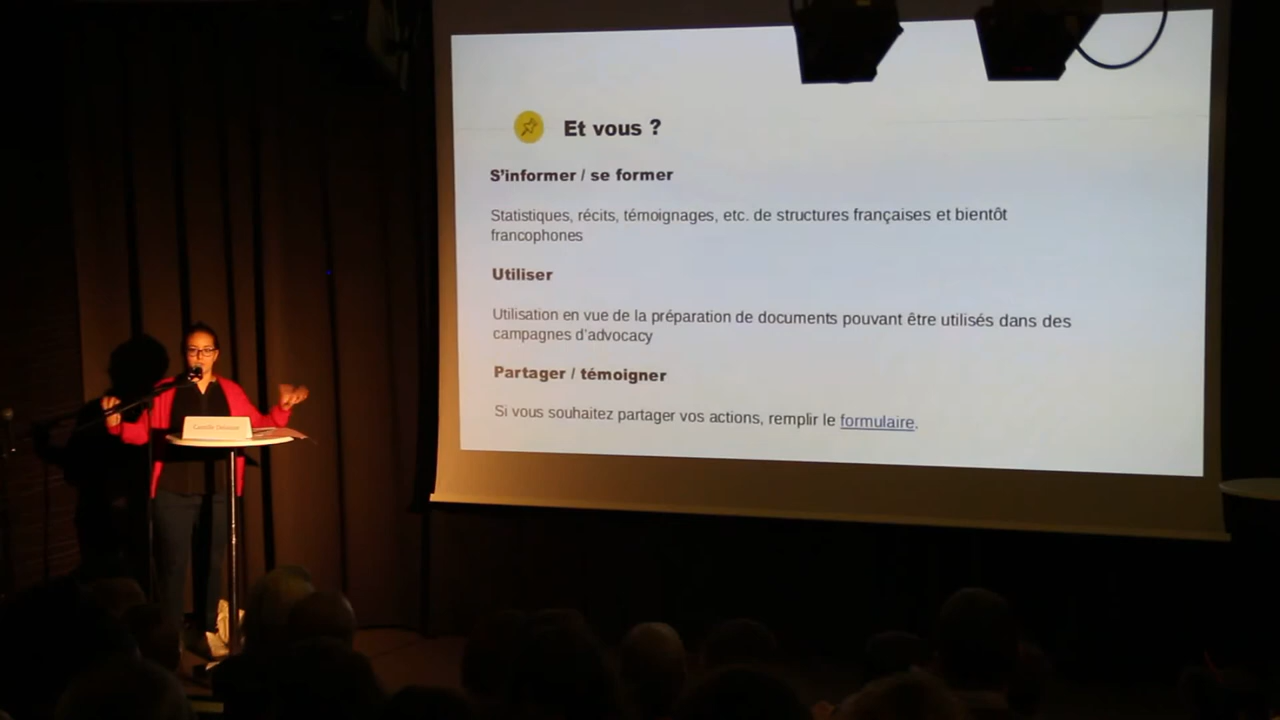 Et vous ?
S'informer / se former
Statistiques, récits, témoignages, etc. de structures françaises et bientôt
francophones
Utiliser
Utilisation en vue de la préparation de documents pouvant être utilisés dans des
campagnes d'advocacy
Partager / témoigner
Si vous souhaitez partager vos actions, remplir le formulaire.